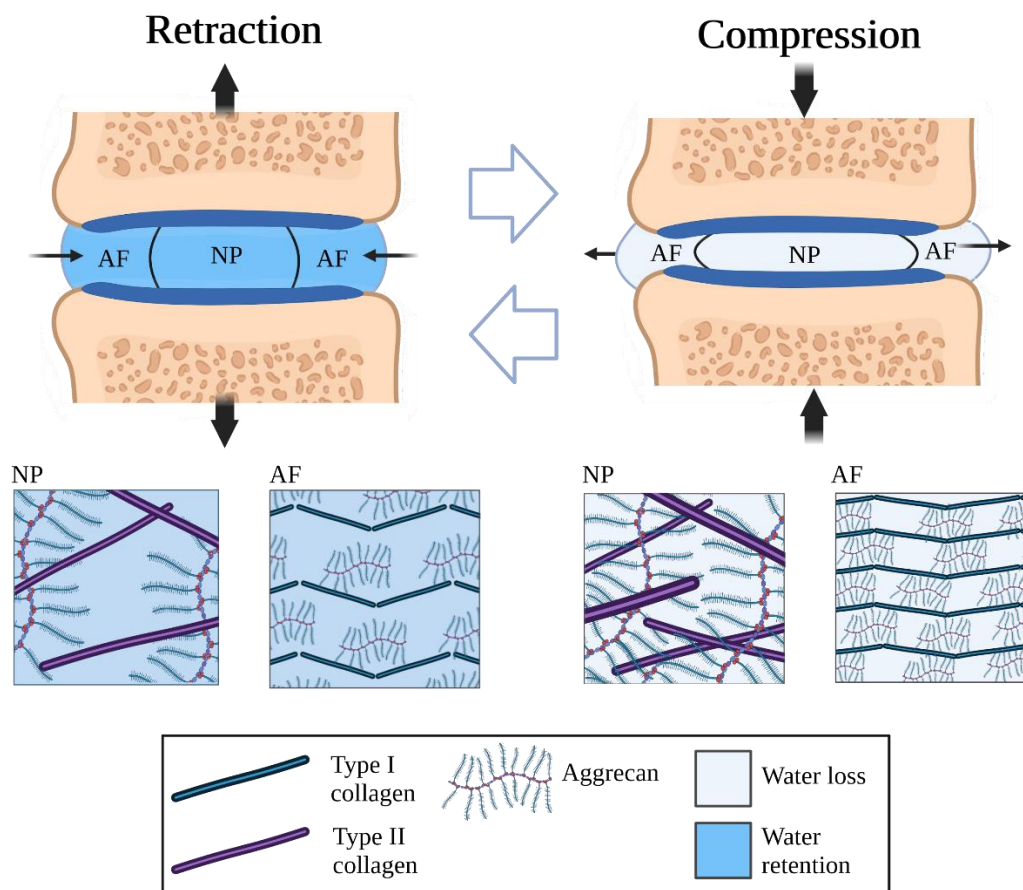 Retraction
Compression
AF
NP
AF
AF
NP
AF
NP
AF
NP
AF
Type I
collagen
Aggrecan
Water loss
Type II
collagen
Water
retention